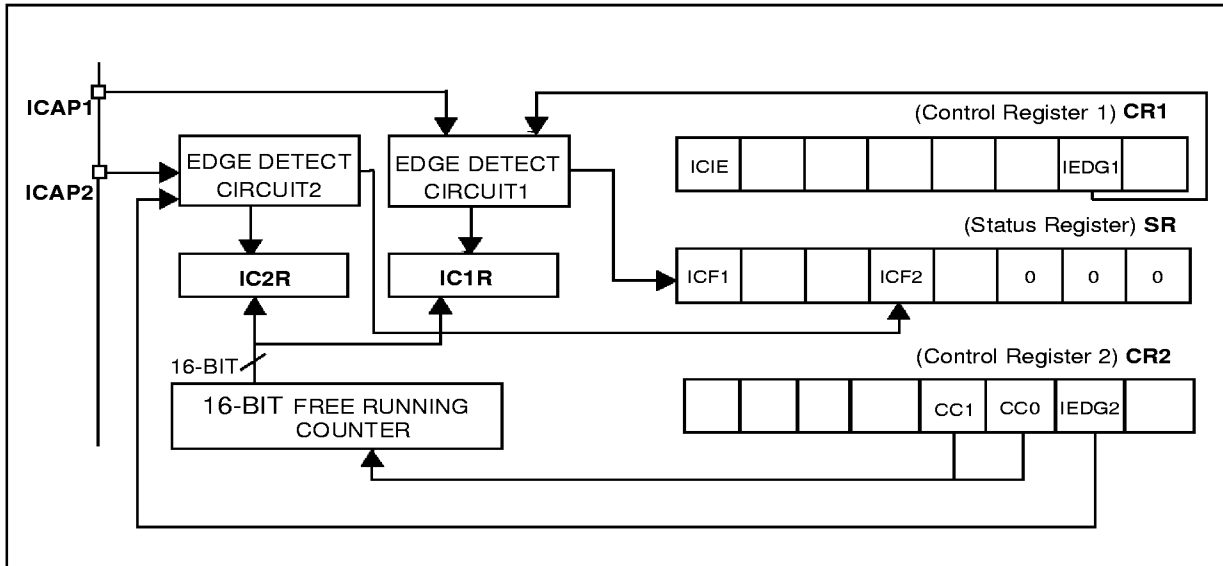 ICAP1
ICAP2
EDGE DETECT
CIRCUIT2
EDGE DETECT
CIRCUIT1
IC2R
IC1R
16-BIT
16-BIT FREE RUNNING
COUNTER
(Control Register 1) CR1
ICIE IEDG1
(Status Register) SR
ICF1 ICF2 0 0 0
(Control Register 2) CR2
CC1 CC0 IEDG2